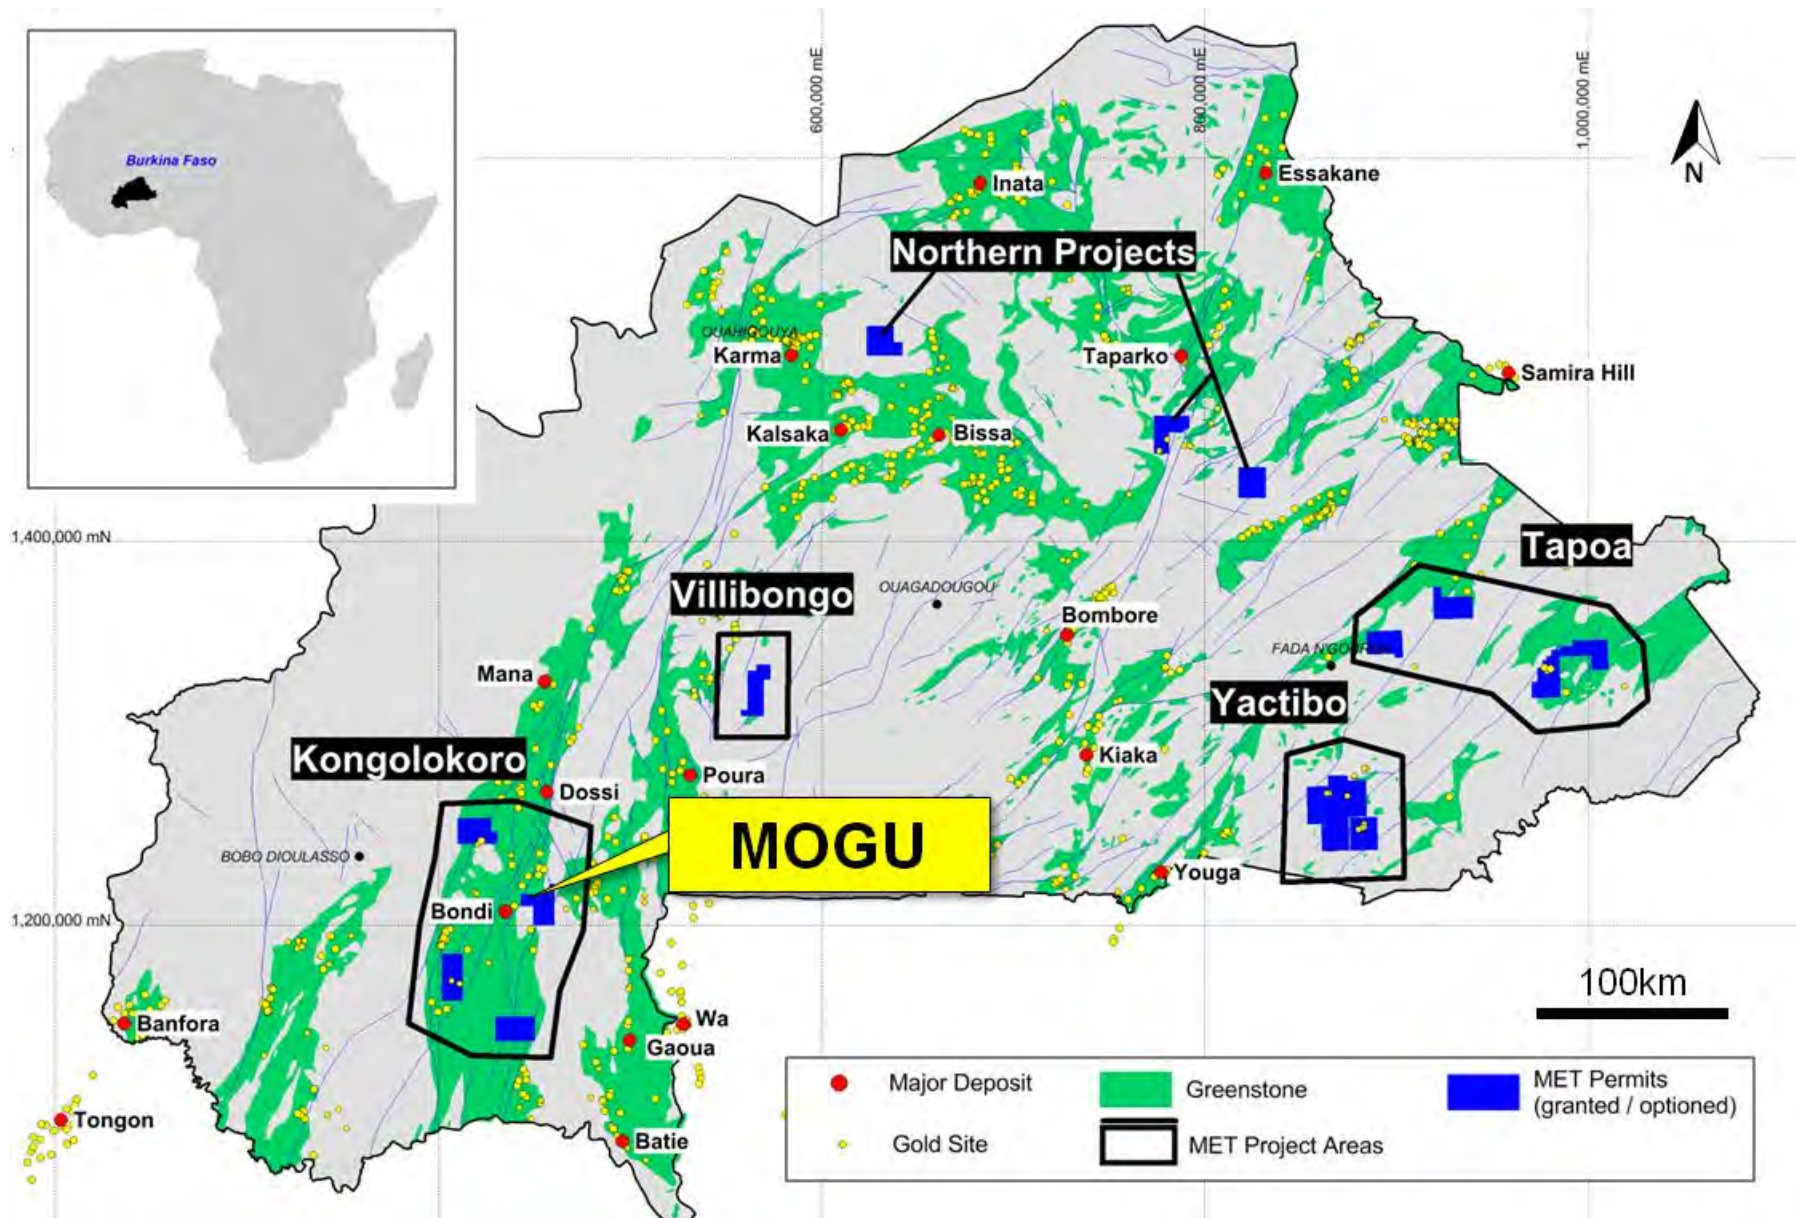 Burkina Faso
600,000 mE
800,000 mE
1,000,000 mE
N
Essakane
Inata
Northern Projects
OUAHIGOUYA
Karma
Taparko
Samira Hill
Kalsaka
Bissa
1,400,000 mN
Tapoa
Villibongo
OUAGADOUGOU
Bombore
FADA N'GOURMA
Mana
Yactibo
Kongolokoro
Poura
Kiaka
Dossi
MOGU
BOBO DIOULASSO
Youga
Bondi
1,200,000 mN
100km
Banfora
Wa
Gaoua
Tongon
Batie
Major Deposit
Greenstone
MET Permits
(granted / optioned)
Gold Site
MET Project Areas